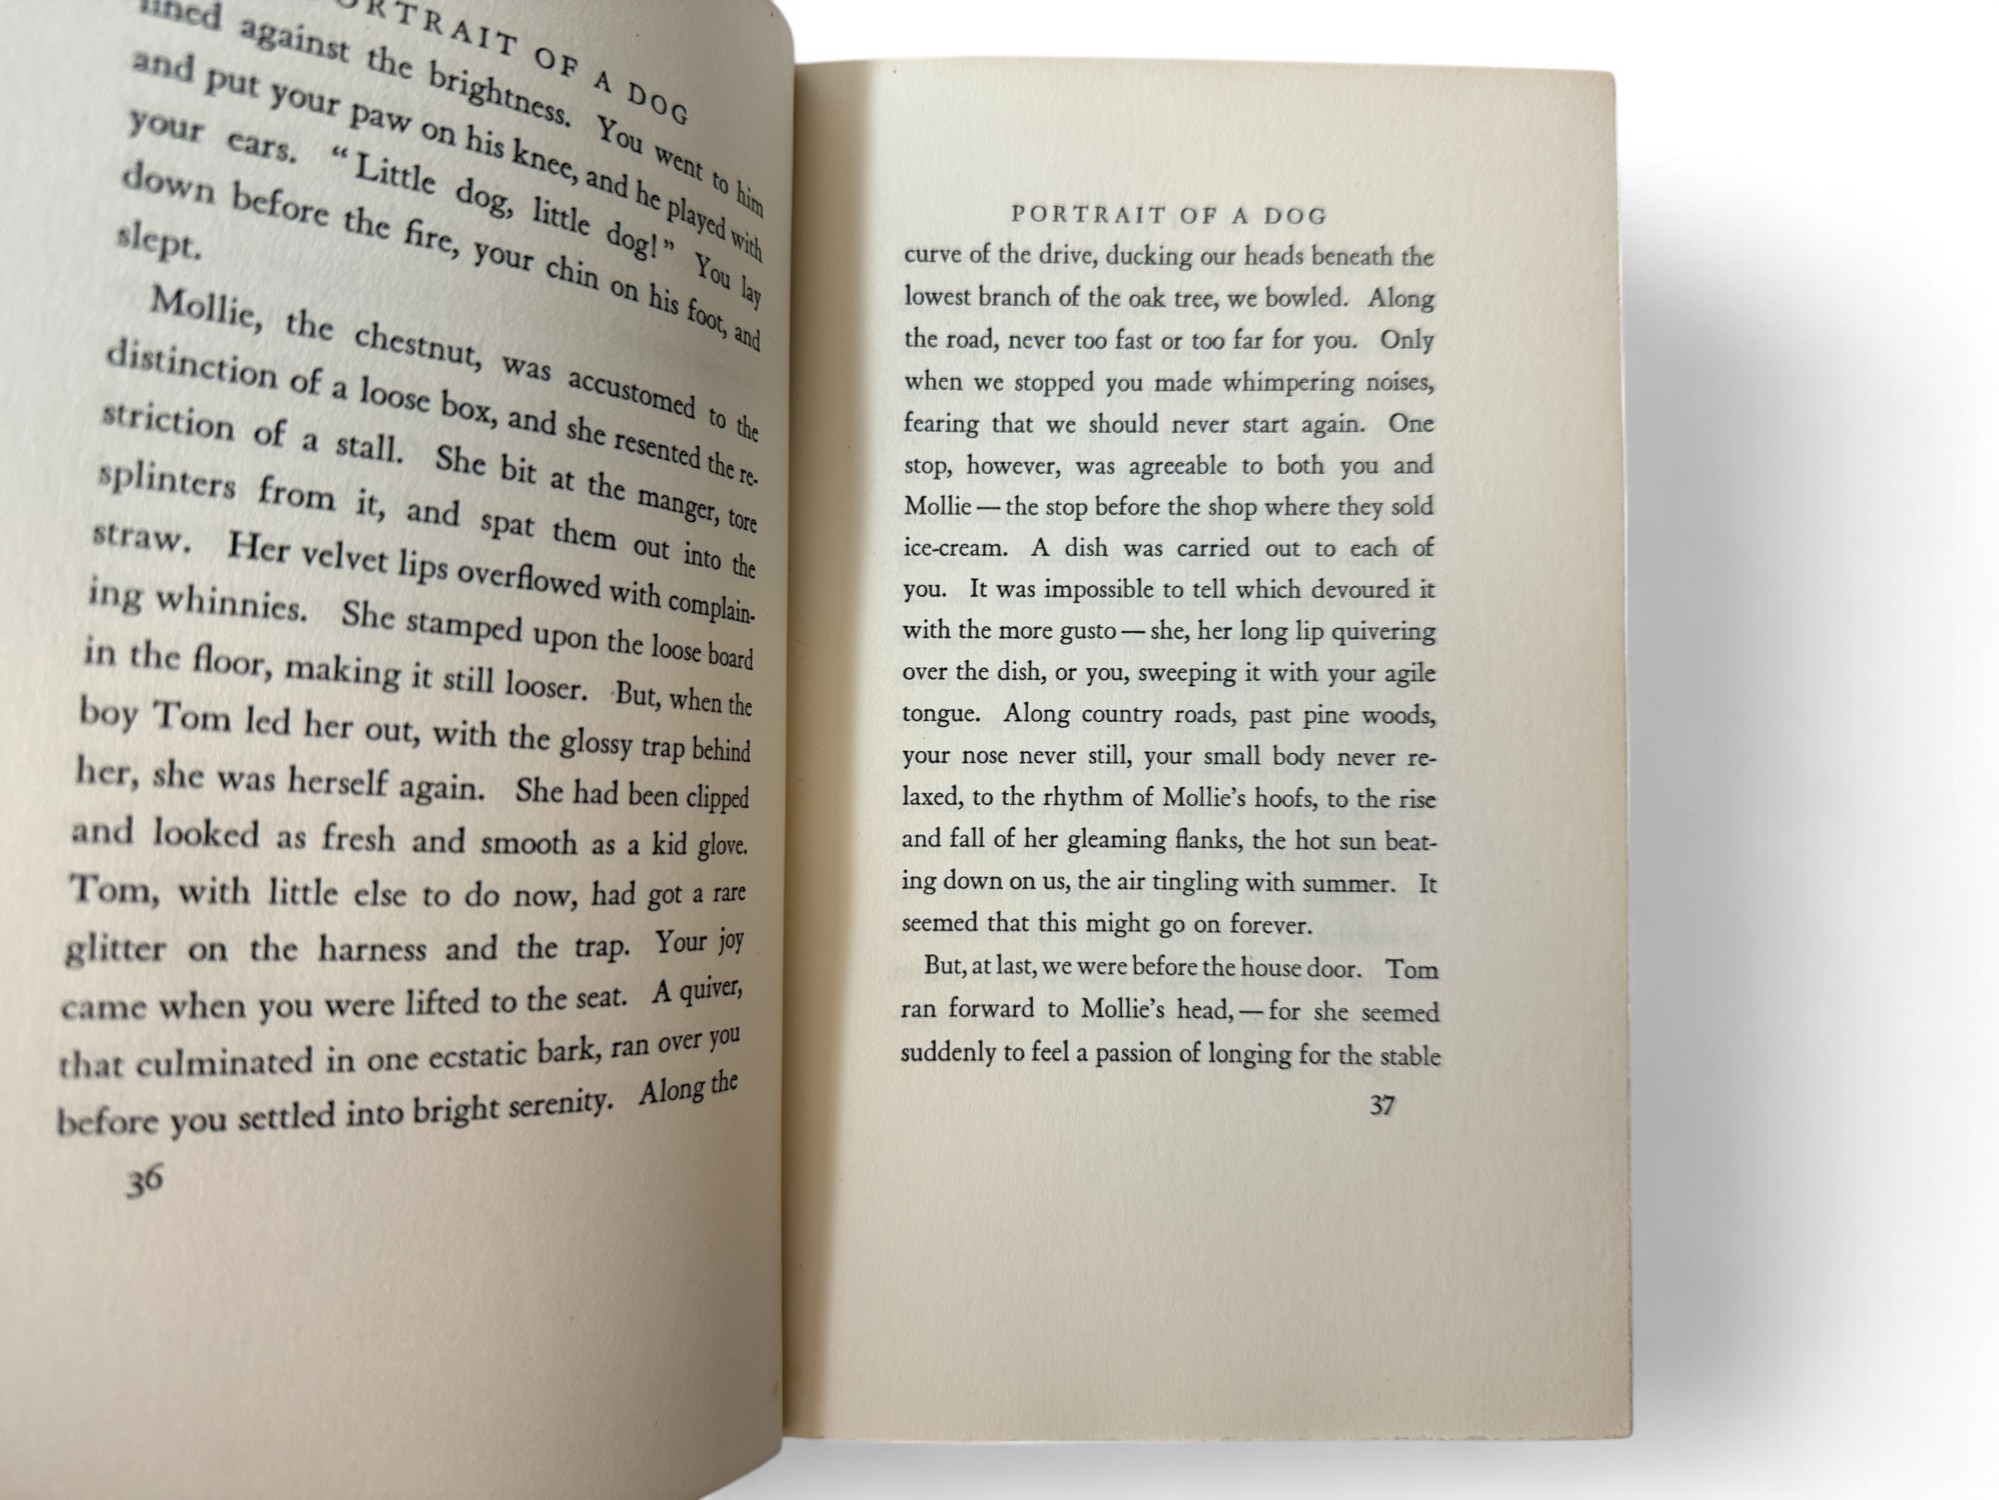 PORTRAIT OF A DOG
lined against the brightness. You went to him
and put your paw on his knee, and he played with
your ears. “Little dog, little dog!” You lay
down before the fire, your chin on his foot, and
slept.
Mollie, the chestnut, was accustomed to the
distinction of a loose box, and she resented the re-
striction of a stall. She bit at the manger, tore
splinters from it, and spat them out into the
straw. Her velvet lips overflowed with complain-
ing whinnies. She stamped upon the loose board
in the floor, making it still looser. But, when the
boy Tom led her out, with the glossy trap behind
her, she was herself again. She had been clipped
and looked as fresh and smooth as a kid glove.
Tom, with little else to do now, had got a rare
glitter on the harness and the trap. Your joy
came when you were lifted to the seat. A quiver,
that culminated in one ecstatic bark, ran over you
before you settled into bright serenity. Along the
36
PORTRAIT OF A DOG
curve of the drive, ducking our heads beneath the
lowest branch of the oak tree, we bowled. Along
the road, never too fast or too far for you. Only
when we stopped you made whimpering noises,
fearing that we should never start again. One
stop, however, was agreeable to both you and
Mollie — the stop before the shop where they sold
ice-cream. A dish was carried out to each of
you. It was impossible to tell which devoured it
with the more gusto — she, her long lip quivering
over the dish, or you, sweeping it with your agile
tongue. Along country roads, past pine woods,
your nose never still, your small body never re-
laxed, to the rhythm of Mollie’s hoofs, to the rise
and fall of her gleaming flanks, the hot sun beat-
ing down on us, the air tingling with summer. It
seemed that this might go on forever.
But, at last, we were before the house door. Tom
ran forward to Mollie’s head, — for she seemed
suddenly to feel a passion of longing for the stable
37